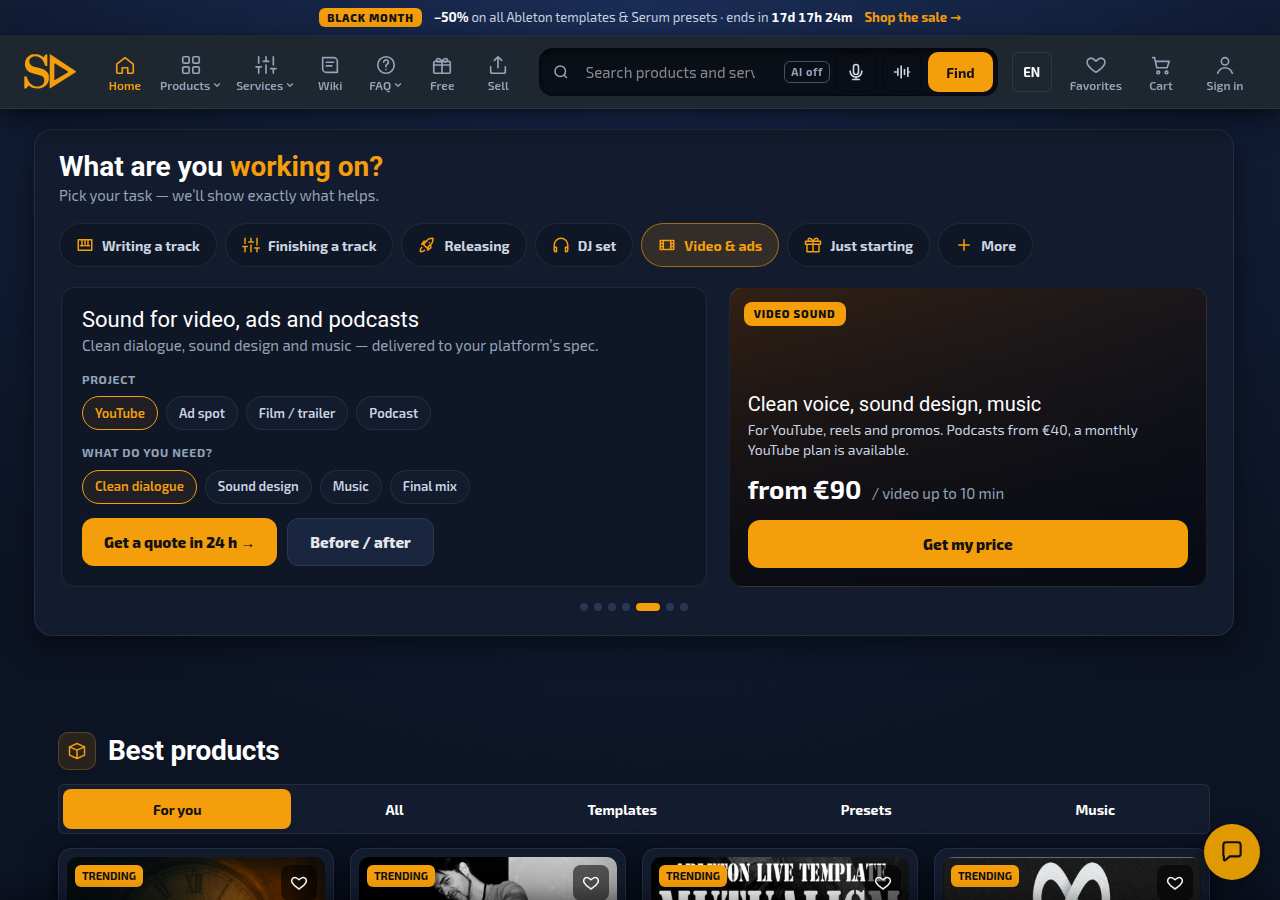 BLACK MONTH –50% on all Ableton templates & Serum presets · ends in 17d 17h 24m Shop the sale →
Home
Products
Services
Wiki
FAQ
Free
Sell
Search products and serv
AI off
Find
EN
Favorites
Cart
Sign in
What are you working on?
Pick your task — we'll show exactly what helps.
Writing a track
Finishing a track
Releasing
DJ set
Video & ads
Just starting
More
Sound for video, ads and podcasts
Clean dialogue, sound design and music — delivered to your platform's spec.
PROJECT
YouTube
Ad spot
Film / trailer
Podcast
WHAT DO YOU NEED?
Clean dialogue
Sound design
Music
Final mix
Get a quote in 24 h →
Before / after
VIDEO SOUND
Clean voice, sound design, music
For YouTube, reels and promos. Podcasts from €40, a monthly
YouTube plan is available.
from €90 / video up to 10 min
Get my price
Best products
For you
All
Templates
Presets
Music
TRENDING
TRENDING
TRENDING
LIVE TEMPLATE
TRENDING